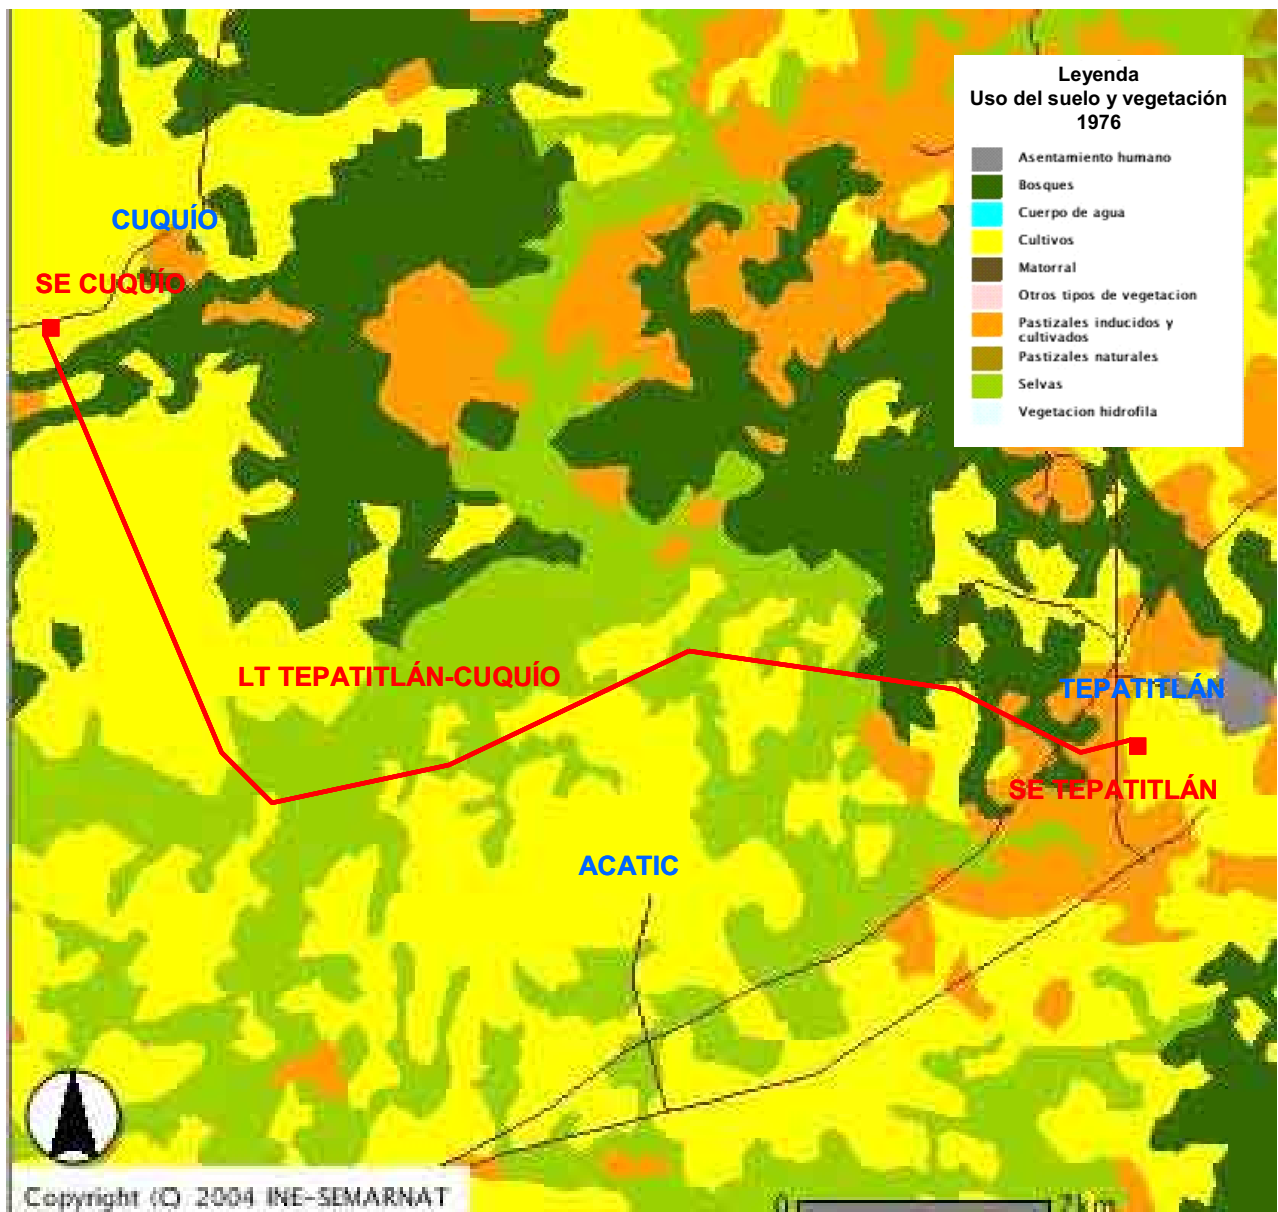 Leyenda
Uso del suelo y vegetación
1976
Asentamiento humano
Bosques
Cuerpo de agua
Cultivos
Matorral
Otros tipos de vegetacion
Pastizales inducidos y
cultivados
Pastizales naturales
Selvas
Vegetacion hidrofila
CUQUÍO
SE CUQUÍO
LT TEPATITLÁN-CUQUÍO
TEPATITLÁN
SE TEPATITLÁN
ACATIC
Copyright (C) 2004 INE-SEMARNAT
0 7km